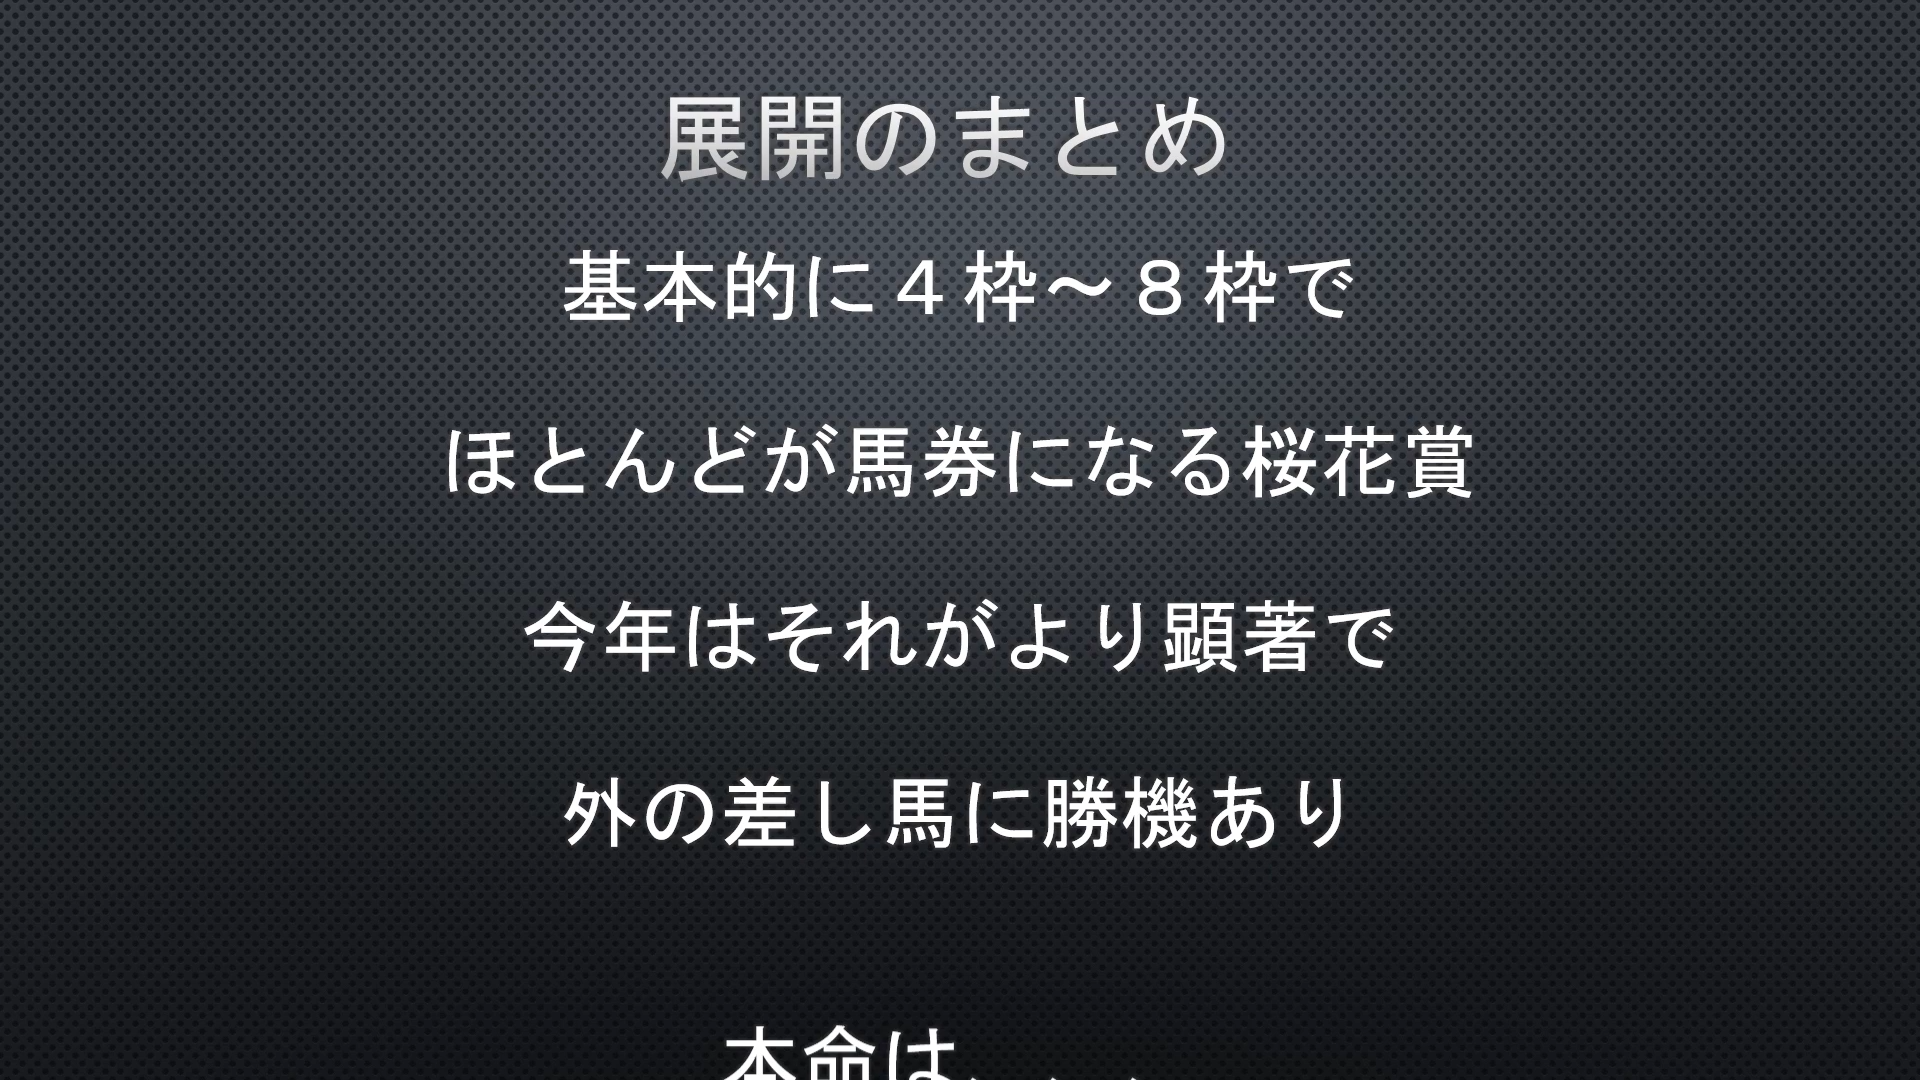 展開のまとめ
基本的に４枠～８枠で
ほとんどが馬券になる桜花賞
今年はそれがより顕著で
外の差し馬に勝機あり
本命は、、、